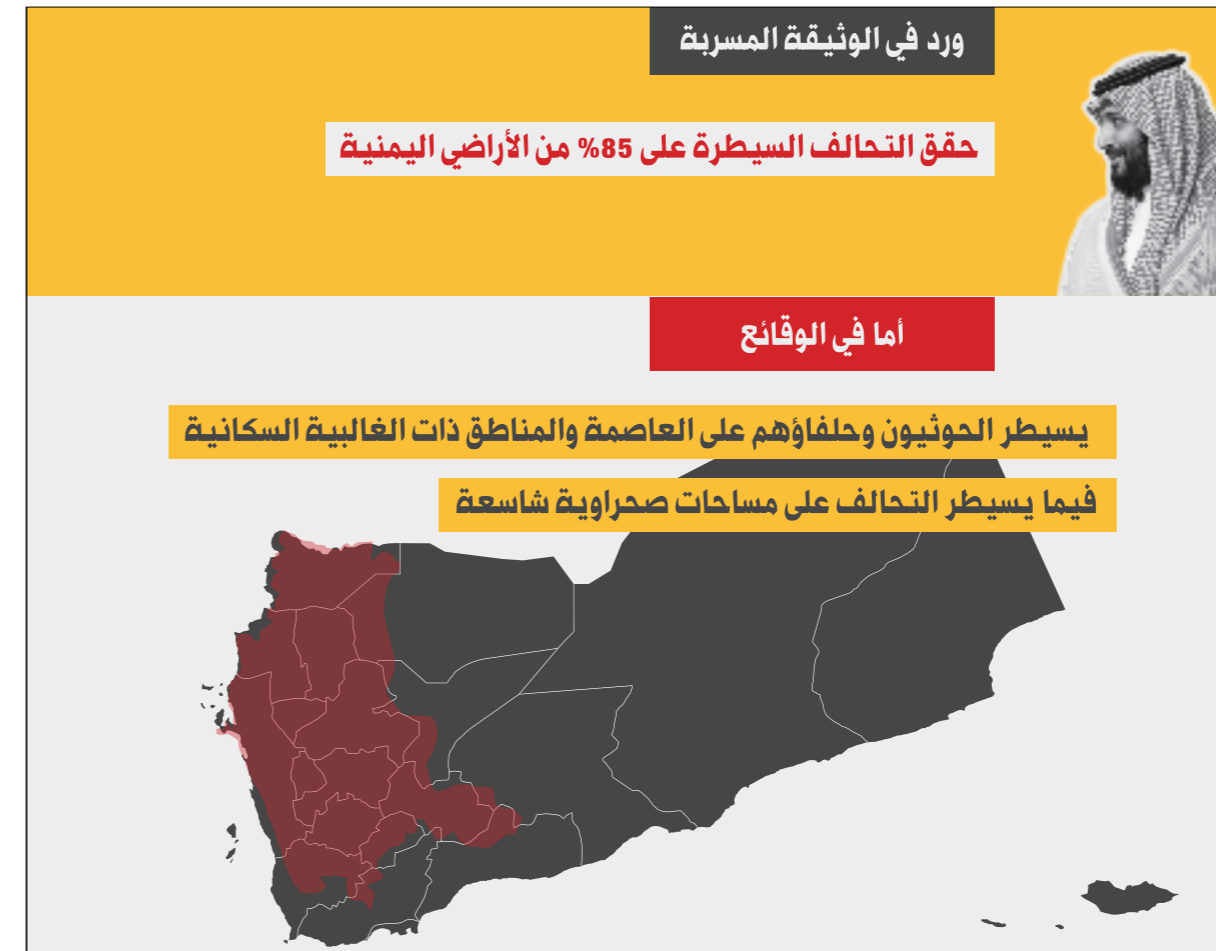 ورد في الوثيقة المسربة
حقق التحالف السيطرة على 85% من الأراضي اليمنية
أما في الوقائع
يسيطر الحوثيون وحلفاؤهم على العاصمة والمناطق ذات الغالبية السكانية
فيما يسيطر التحالف على مساحات صحراوية شاسعة